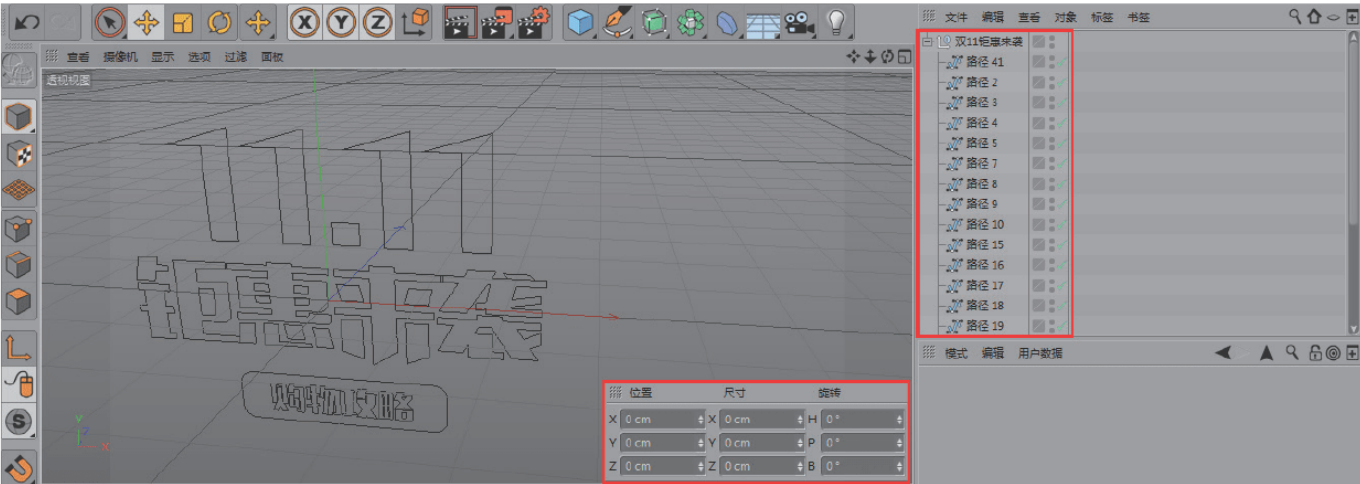 X Y Z
文件 编辑 查看 对象 标签 书签
查看 摄像机 显示 选项 过滤 面板
透视视图
双11钜惠来袭
路径 41
路径 2
路径 3
路径 4
路径 5
路径 7
路径 8
路径 9
路径 10
路径 15
路径 16
路径 17
路径 18
路径 19
11.11
钜惠来袭
购物攻略
模式 编辑 用户数据
位置 尺寸 旋转
X 0 cm X 0 cm H 0°
Y 0 cm Y 0 cm P 0°
Z 0 cm Z 0 cm B 0°
Y
Z
X
S